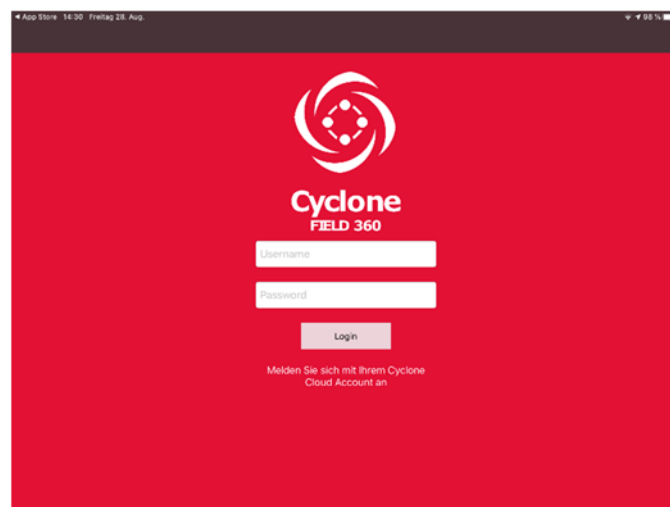 App Store 14:30 Freitag 28. Aug. 98 %
Cyclone
FIELD 360
Username
Password
Login
Melden Sie sich mit Ihrem Cyclone
Cloud Account an